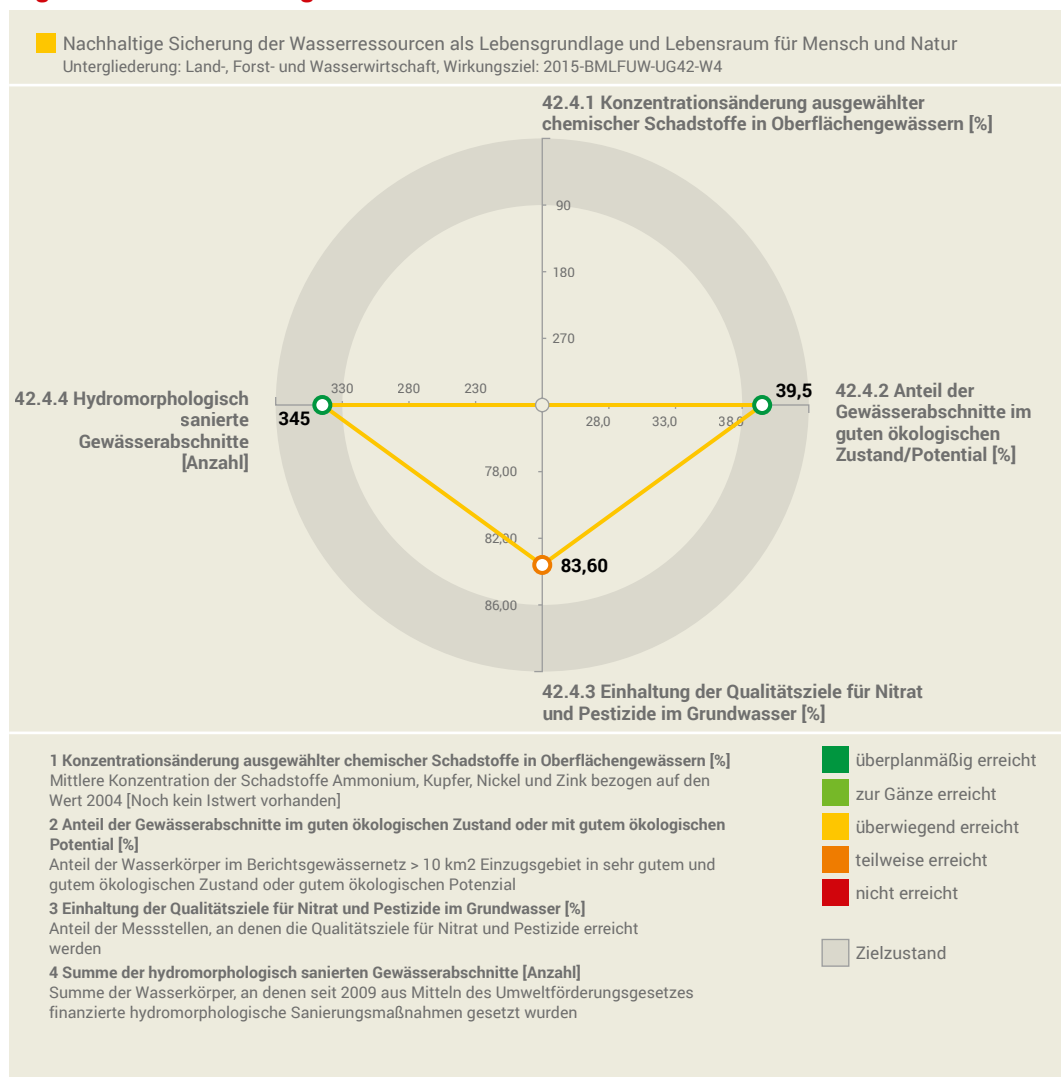 Nachhaltige Sicherung der Wasserressourcen als Lebensgrundlage und Lebensraum für Mensch und Natur
Untergliederung: Land-, Forst- und Wasserwirtschaft, Wirkungsziel: 2015-BMLFUW-UG42-W4
42.4.1 Konzentrationsänderung ausgewählter
chemischer Schadstoffe in Oberflächengewässern [%]
90
180
270
42.4.4 Hydromorphologisch
sanierte
Gewässerabschnitte
[Anzahl]
330
280
230
345
39,5
28,0
33,0
38,0
42.4.2 Anteil der
Gewässerabschnitte im
guten ökologischen
Zustand/Potential [%]
78,00
82,00
83,60
86,00
42.4.3 Einhaltung der Qualitätsziele für Nitrat
und Pestizide im Grundwasser [%]
1 Konzentrationsänderung ausgewählter chemischer Schadstoffe in Oberflächengewässern [%]
Mittlere Konzentration der Schadstoffe Ammonium, Kupfer, Nickel und Zink bezogen auf den
Wert 2004 [Noch kein Istwert vorhanden]
2 Anteil der Gewässerabschnitte im guten ökologischen Zustand oder mit gutem ökologischen
Potential [%]
Anteil der Wasserkörper im Berichtsgewässernetz > 10 km2 Einzugsgebiet in sehr gutem und
gutem ökologischen Zustand oder gutem ökologischen Potenzial
3 Einhaltung der Qualitätsziele für Nitrat und Pestizide im Grundwasser [%]
Anteil der Messstellen, an denen die Qualitätsziele für Nitrat und Pestizide erreicht
werden
4 Summe der hydromorphologisch sanierten Gewässerabschnitte [Anzahl]
Summe der Wasserkörper, an denen seit 2009 aus Mitteln des Umweltförderungsgesetzes
finanzierte hydromorphologische Sanierungsmaßnahmen gesetzt wurden
überplanmäßig erreicht
zur Gänze erreicht
überwiegend erreicht
teilweise erreicht
nicht erreicht
Zielzustand